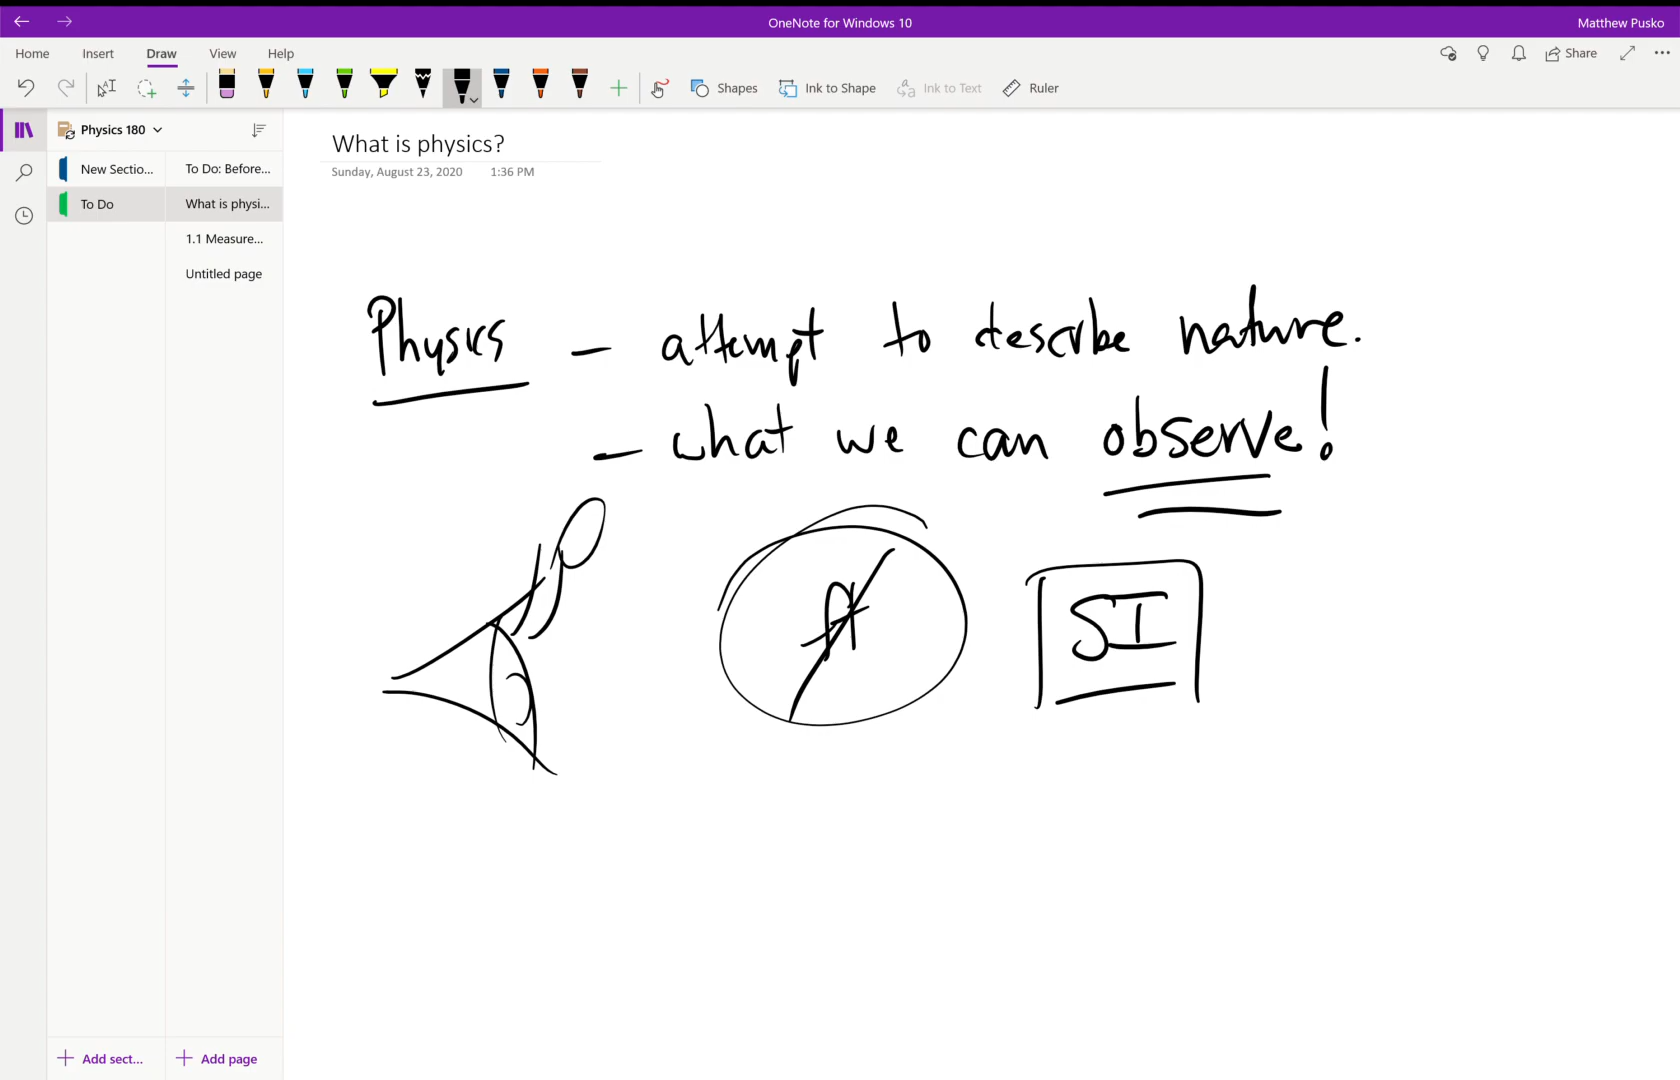 OneNote for Windows 10
Matthew Pusko
Home Insert Draw View Help
Share
Shapes Ink to Shape Ink to Text Ruler
Physics 180
New Sectio...
To Do
To Do: Before...
What is physi...
1.1 Measure...
Untitled page
What is physics?
Sunday, August 23, 2020 1:36 PM
Physics – attempt to describe nature.
– what we can observe!
ft
SI
Add sect...
Add page